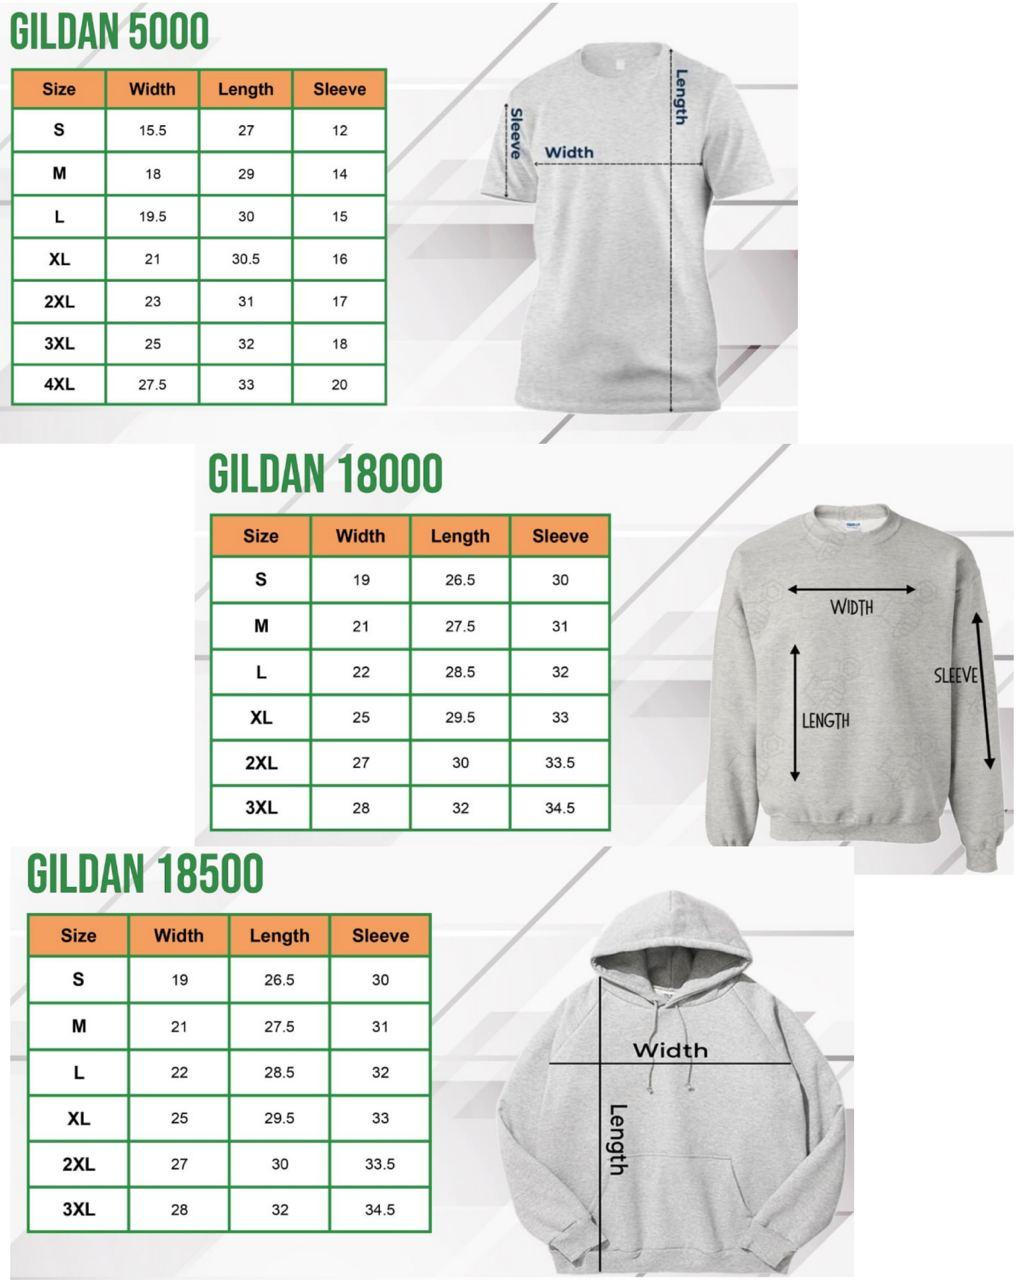 GILDAN 5000
Size Width Length Sleeve
S 15.5 27 12
M 18 29 14
L 19.5 30 15
XL 21 30.5 16
2XL 23 31 17
3XL 25 32 18
4XL 27.5 33 20
Sleeve
Width
Length
GILDAN 18000
Size Width Length Sleeve
S 19 26.5 30
M 21 27.5 31
L 22 28.5 32
XL 25 29.5 33
2XL 27 30 33.5
3XL 28 32 34.5
WIDTH
SLEEVE
LENGTH
GILDAN 18500
Size Width Length Sleeve
S 19 26.5 30
M 21 27.5 31
L 22 28.5 32
XL 25 29.5 33
2XL 27 30 33.5
3XL 28 32 34.5
Width
Length